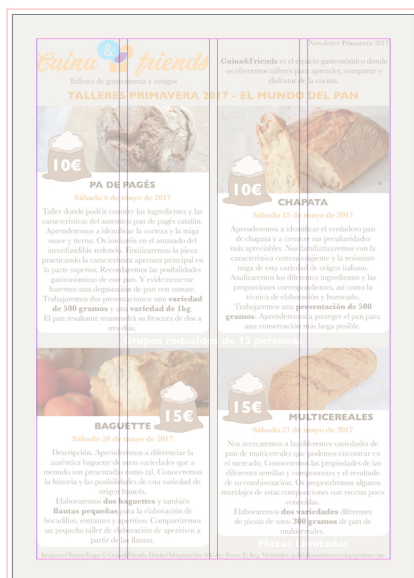 Newsletter Primavera 2017
Cuina & friends
Talleres de gastronomía y amigos
Cuina&Friends es el espacio gastronómico donde
os ofrecemos talleres para aprender, compartir y
disfrutar de la cocina.
TALLERES PRIMAVERA 2017 - EL MUNDO DEL PAN
10€
PA DE PAGÈS
Sábado 6 de mayo de 2017
Taller donde podéis conocer los ingredientes y las
características del auténtico pan de pagès catalán.
Aprenderemos a identificar la corteza y la miga
suave y tierna. Os iniciaréis en el amasado del
inconfundible redondo. Finalizaremos la pieza
practicando la característica apertura principal en
la parte superior. Recordaremos las posibilidades
gastronómicas de este pan. Y evidentemente
haremos una degustación de pan con tomate.
Trabajaremos dos presentaciones: una variedad
de 500 gramos y una variedad de 1kg.
El pan resultante mantendrá su frescura de dos a
tres días.
10€
CHAPATA
Sábado 13 de mayo de 2017
Aprenderemos a identificar el verdadero pan
de chapata y a conocer sus peculiaridades
más apreciables. Nos familiarizaremos con la
característica corteza crujiente y la resistente
miga de esta variedad de origen italiano.
Analizaremos los diferentes ingredientes y las
proporciones correspondientes, así como la
técnica de elaboración y horneado.
Trabajaremos una presentación de 500
gramos. Aprenderemos a proteger el pan para
una conservación más larga posible.
Grupos reducidos de 12 personas
15€
BAGUETTE
Sábado 20 de mayo de 2017
Descripción. Aprenderemos a diferenciar la
auténtica baguette de otras variedades que a
menudo son presentadas como tal. Conoceremos
la historia y las posibilidades de esta variedad de
origen francés.
Elaboraremos dos baguettes y también
flautas pequeñas para la elaboración de
bocadillos, entrantes y aperitivo. Compartiremos
un pequeño taller de elaboración de aperitivos a
partir de las flautas.
15€
MULTICEREALES
Sábado 27 de mayo de 2017
Nos acercaremos a las diferentes variedades de
pan de multicereales que podemos encontrar en
el mercado. Conoceremos las propiedades de las
diferentes semillas y componentes y el resultado
de su combinación. Os propondremos algunos
maridajes de estas composiciones con recetas poco
conocidas.
Elaboraremos dos variedades diferentes
de piezas de unos 300 gramos de pan de
multicereales.
Plazas Limitadas